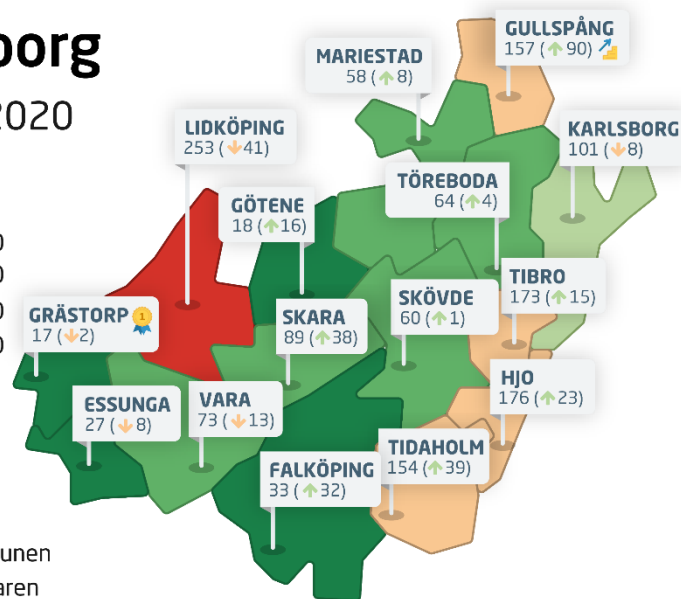 borg
2020
GULLSPÅNG
157 (↑90)
MARIESTAD
58 (↑8)
LIDKÖPING
253 (↓41)
KARLSBORG
101 (↓8)
TÖREBODA
64 (↑4)
GÖTENE
18 (↑16)
TIBRO
173 (↑15)
SKÖVDE
60 (↑1)
GRÄSTORP 1
17 (↓2)
SKARA
89 (↑38)
HJO
176 (↑23)
ESSUNGA
27 (↓8)
VARA
73 (↓13)
TIDAHOLM
154 (↑39)
FALKÖPING
33 (↑32)
unen
aren